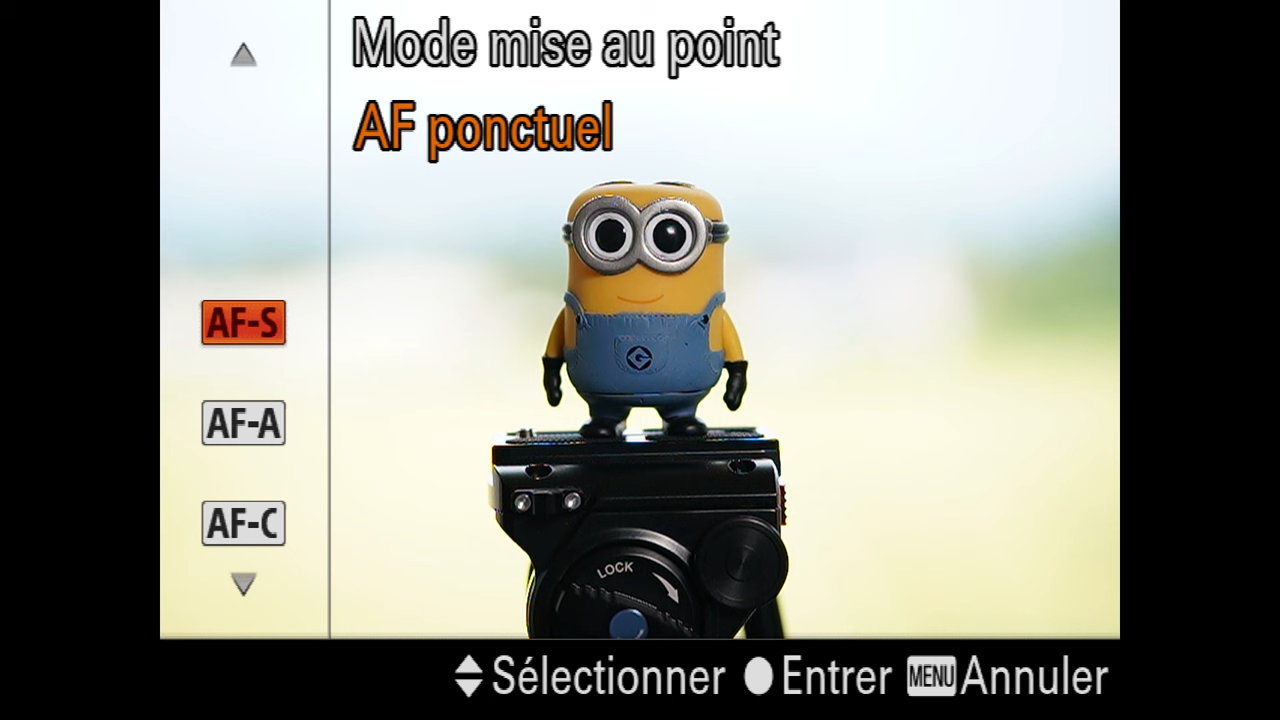 Mode mise au point
AF ponctuel
AF-S
AF-A
AF-C
LOCK
G
Sélectionner Entrer MENU Annuler